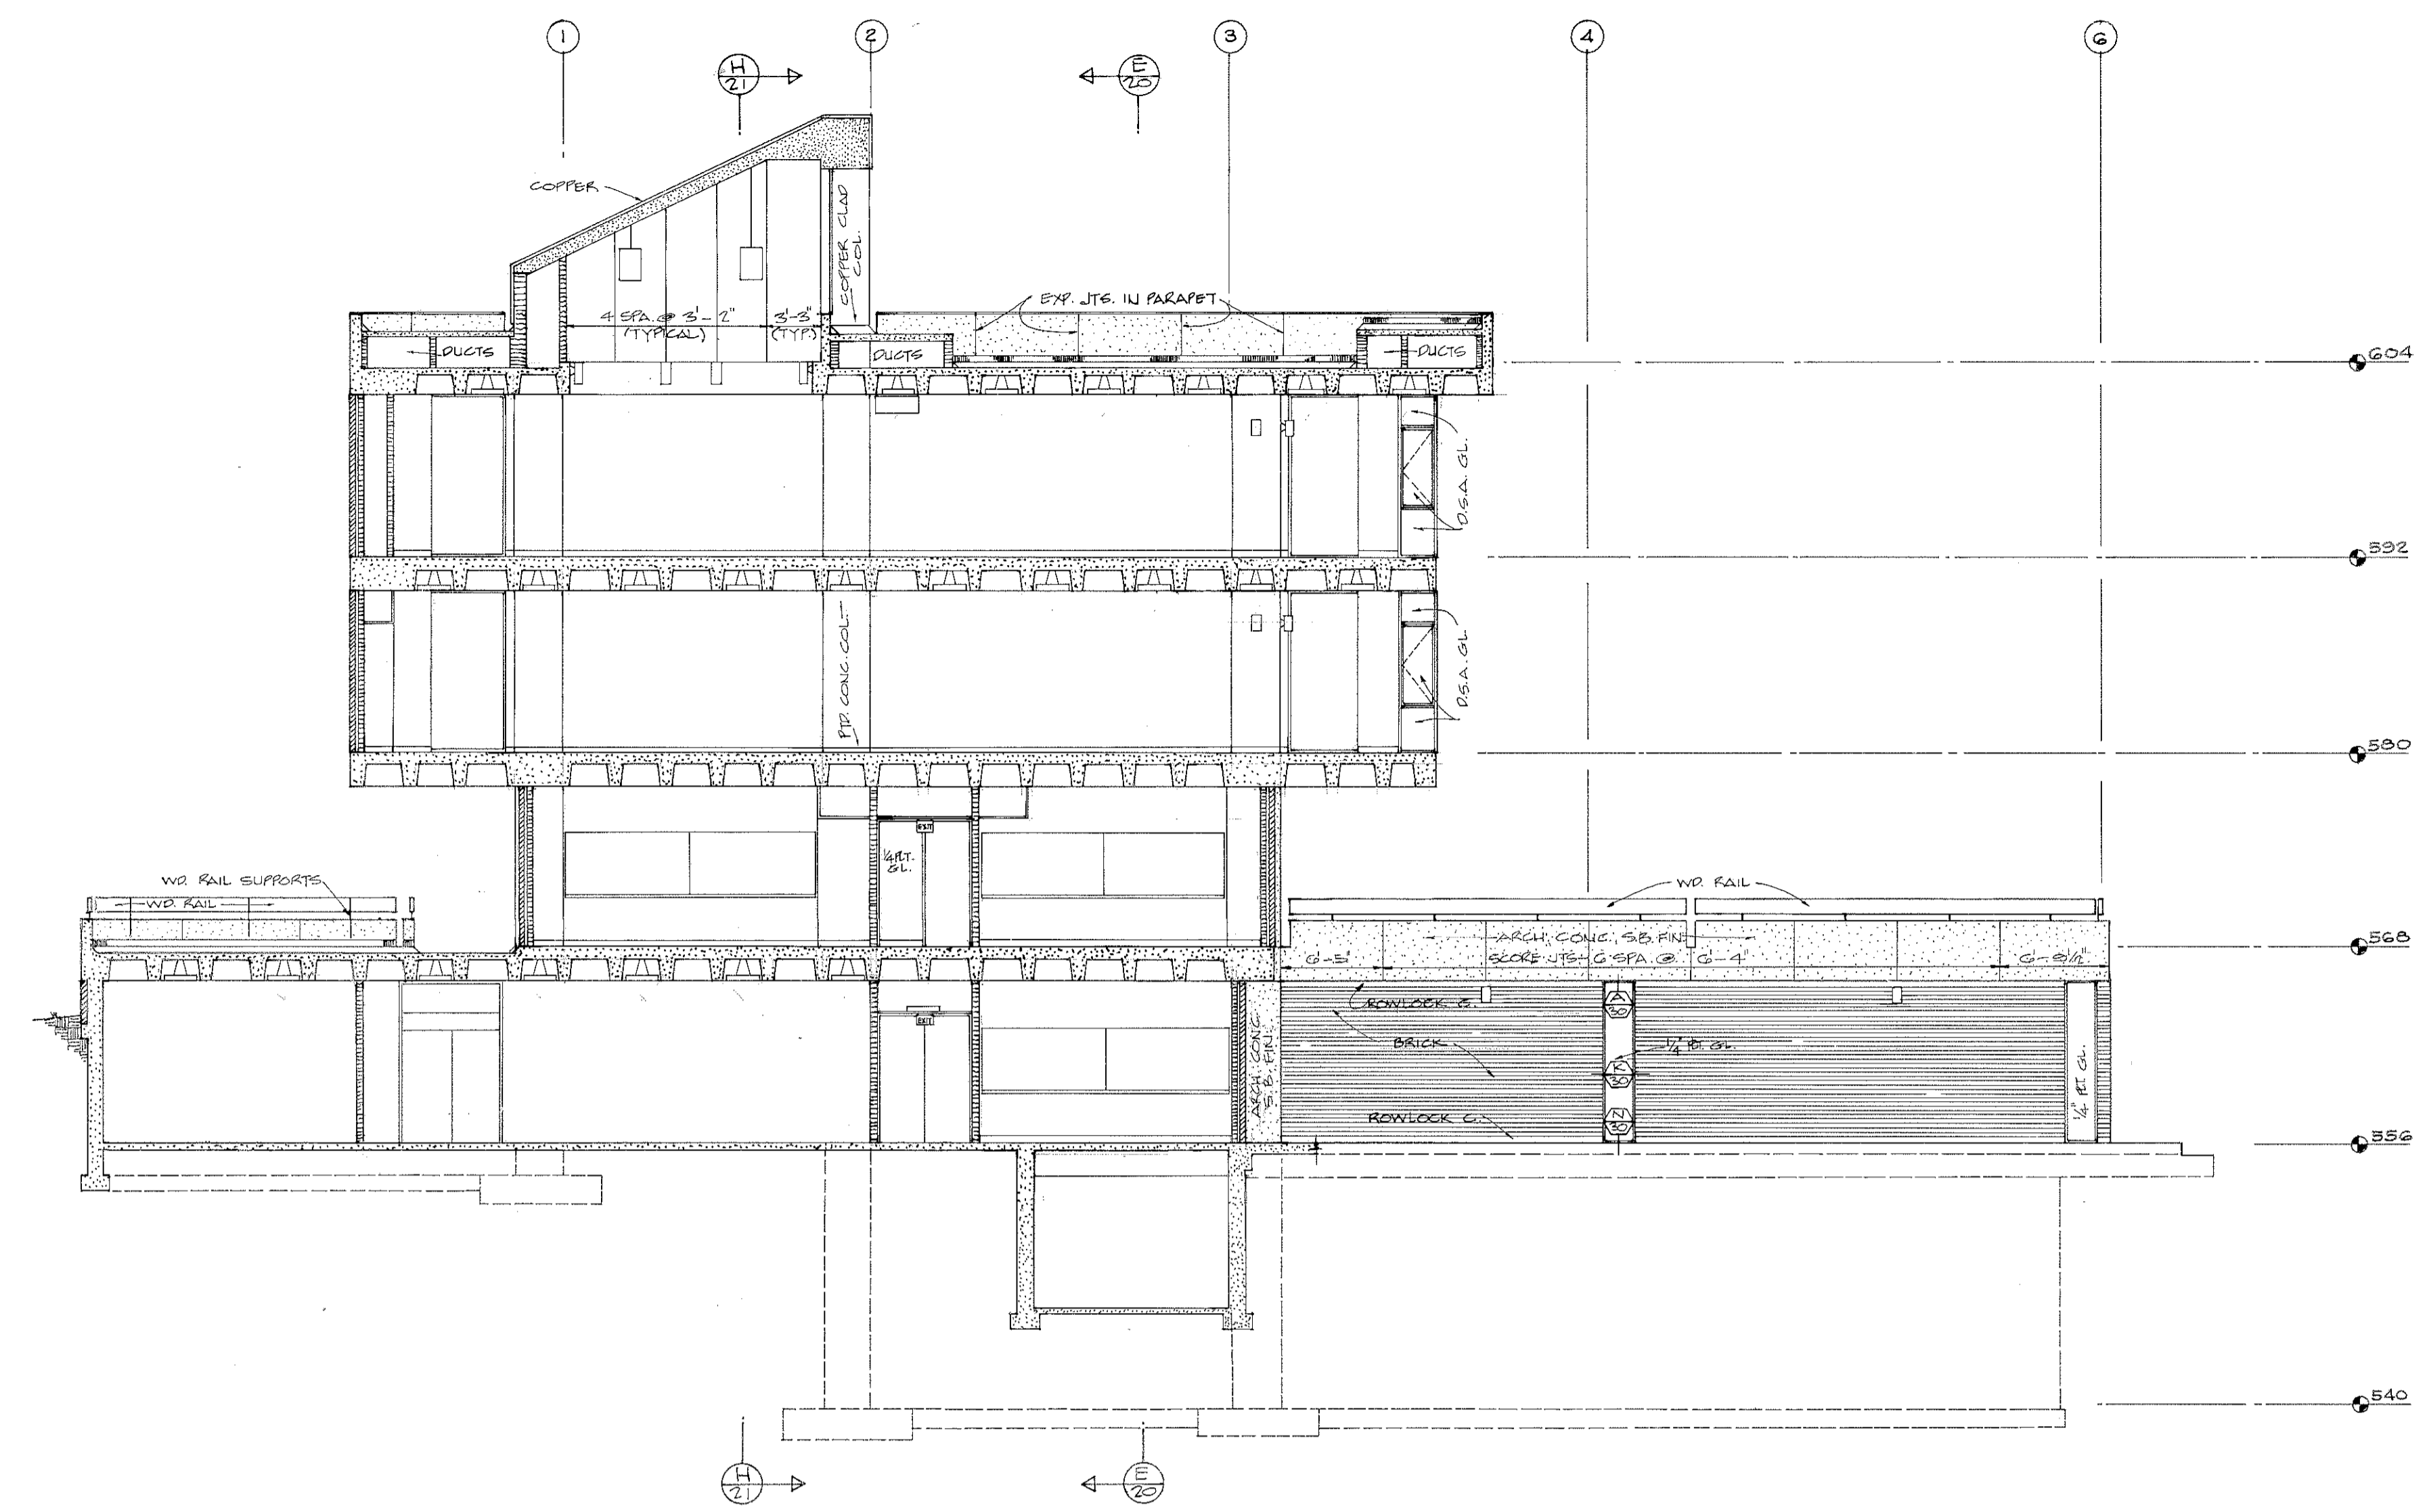 1 2 3 4 6
H
21
E
20
COPPER
COPPER CLAD
COL.
EXP. JTS. IN PARAPET
4 SPA. @ 3'-2"
(TYPICAL)
3'-3"
(TYP.)
DUCTS
DUCTS
DUCTS
604
D.S.A. GL.
592
PTD. CONC. COL.
D.S.A. GL.
580
EXIT
1/4 PLT.
GL.
WD. RAIL SUPPORTS
WD. RAIL
WD. RAIL
ARCH. CONC., S.B. FIN.
568
6'-5"
SCORE JTS- 6 SPA. @ 6'-4"
ROWLOCK C.
A
30
EXIT
ARCH. CONC.
S.B. FIN.
BRICK
1/4" PLT. GL.
K
30
1/4" PLT. GL.
ROWLOCK C.
N
30
556
540
H
21
E
20